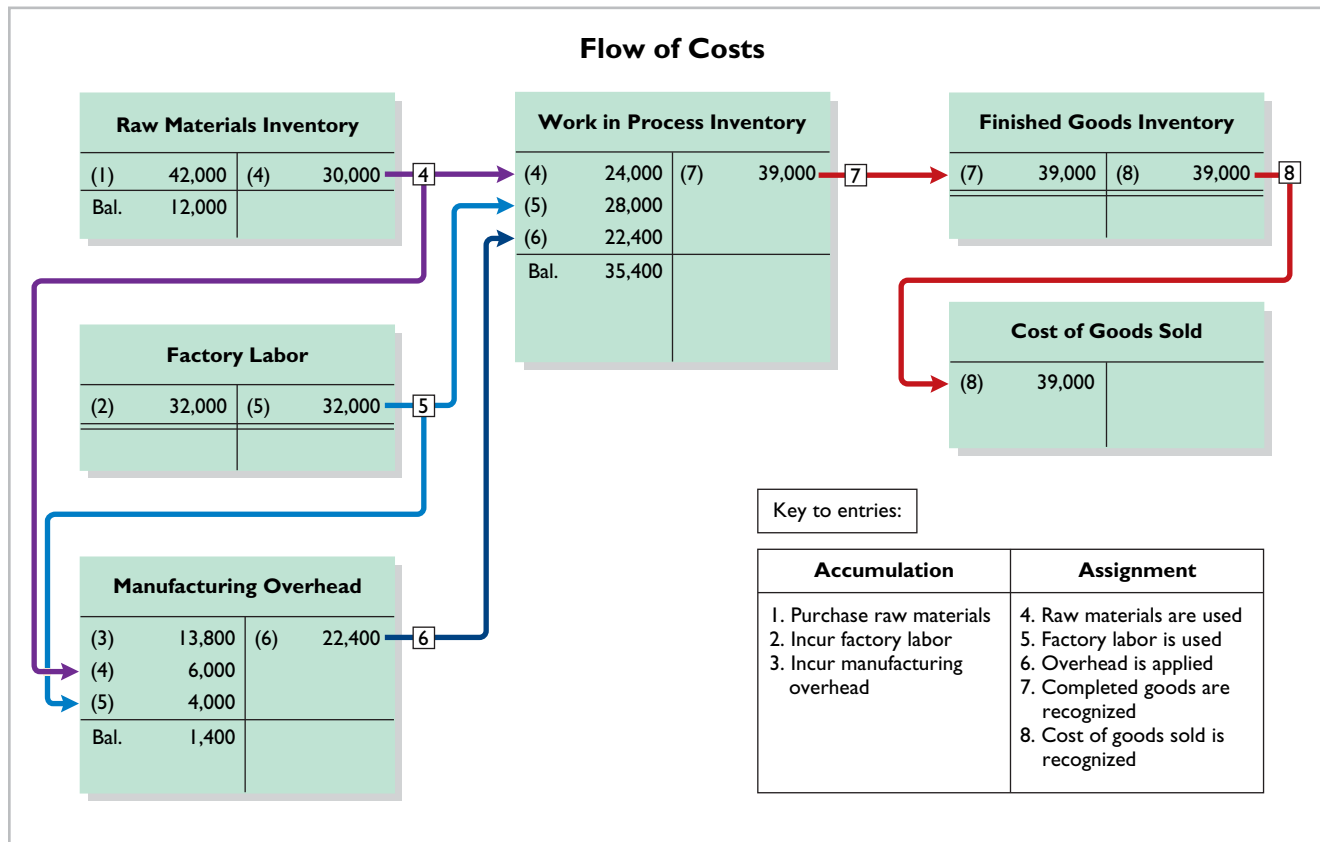 Flow of Costs
Raw Materials Inventory
(1) 42,000 (4) 30,000
Bal. 12,000
4
Work in Process Inventory
(4) 24,000 (7) 39,000
(5) 28,000
(6) 22,400
Bal. 35,400
7
Finished Goods Inventory
(7) 39,000 (8) 39,000
8
Factory Labor
(2) 32,000 (5) 32,000
5
Cost of Goods Sold
(8) 39,000
Manufacturing Overhead
(3) 13,800 (6) 22,400
(4) 6,000
(5) 4,000
Bal. 1,400
6
Key to entries:
Accumulation
1. Purchase raw materials
2. Incur factory labor
3. Incur manufacturing
overhead
Assignment
4. Raw materials are used
5. Factory labor is used
6. Overhead is applied
7. Completed goods are
recognized
8. Cost of goods sold is
recognized